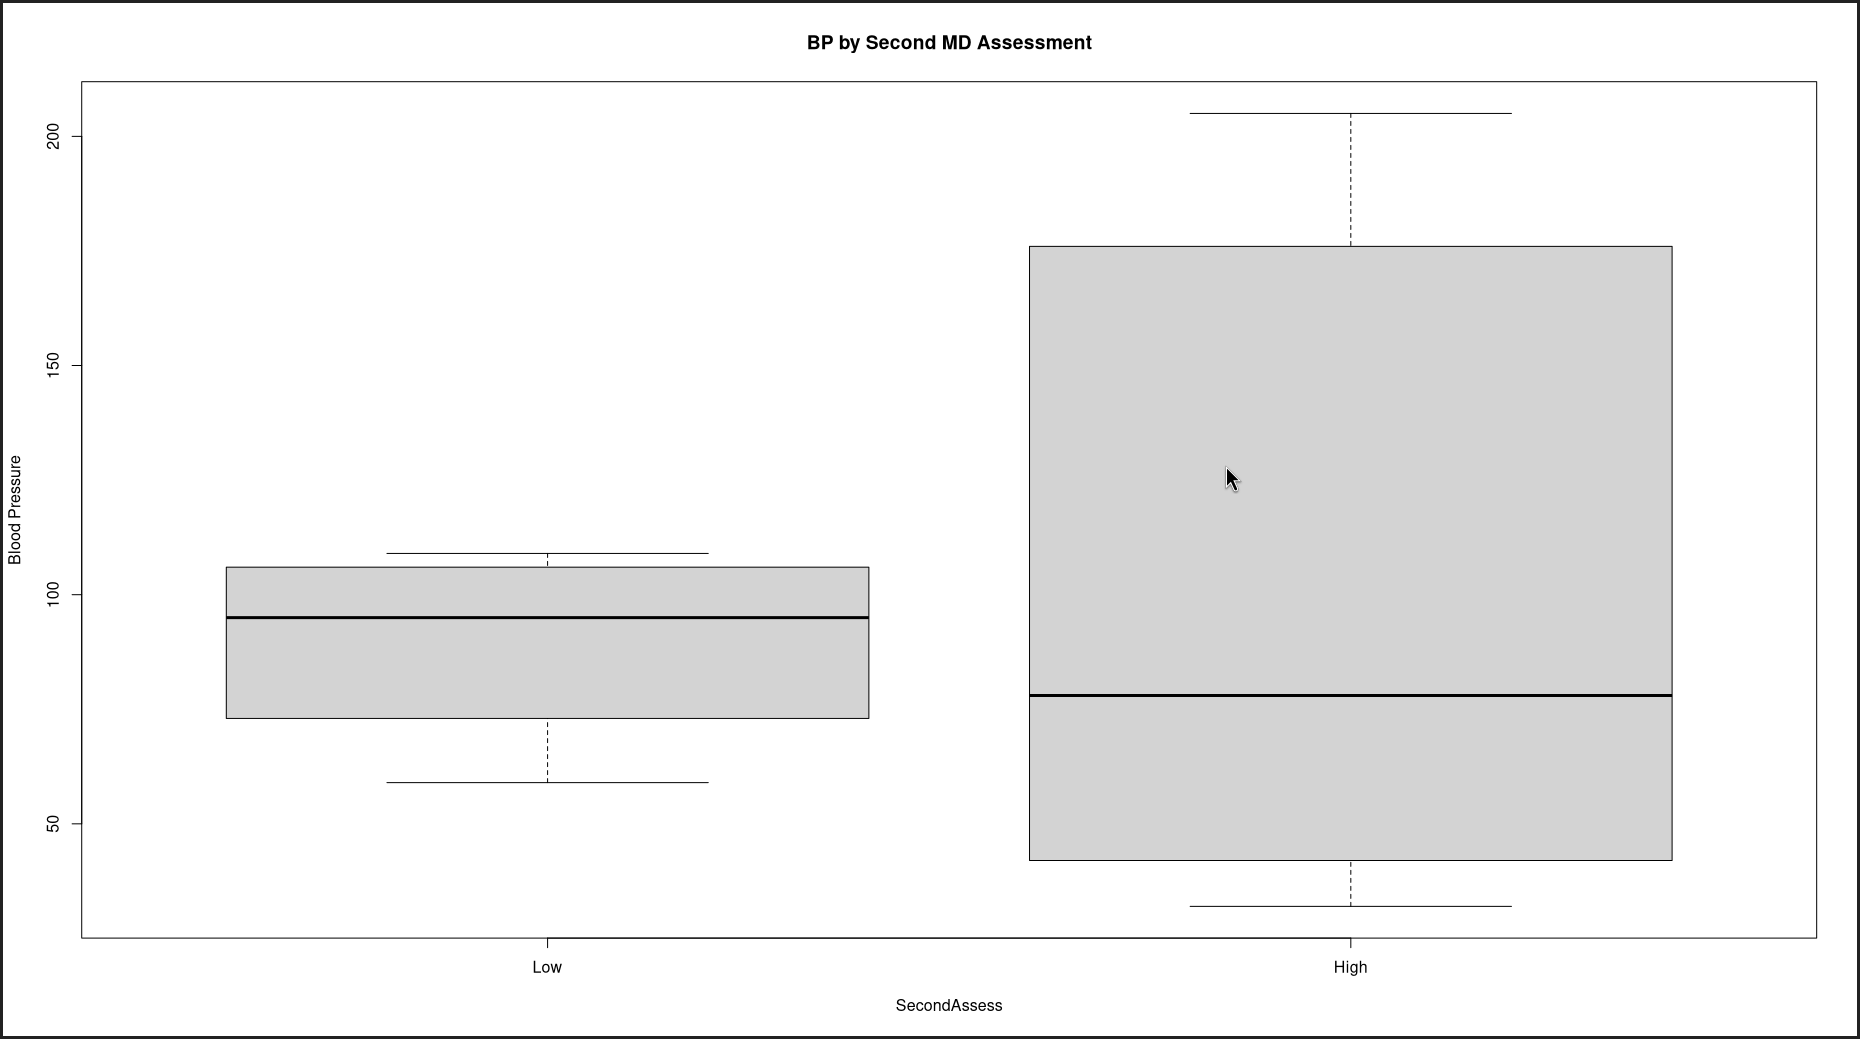 BP by Second MD Assessment
200
150
100
50
Blood Pressure
Low
High
SecondAssess